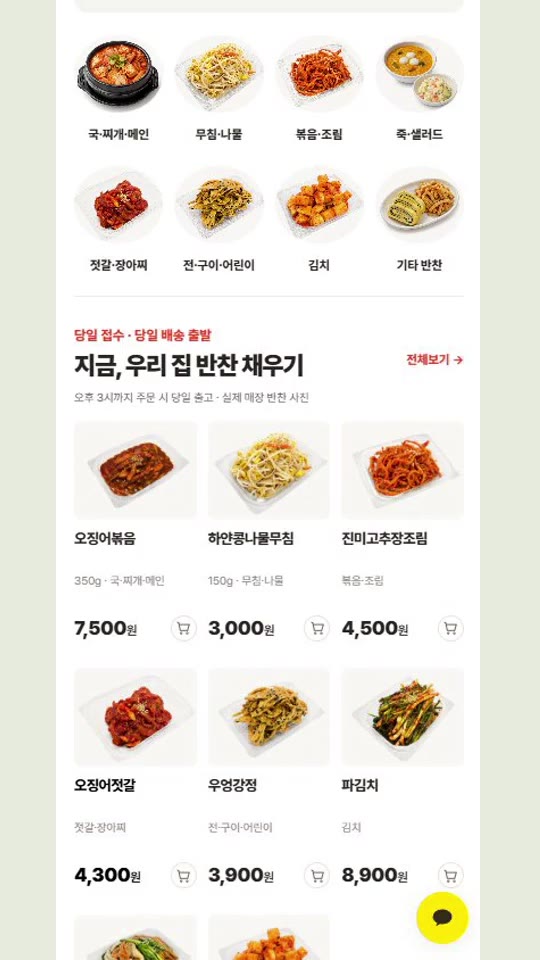 국·찌개·메인
무침·나물
볶음·조림
죽·샐러드
젓갈·장아찌
전·구이·어린이
김치
기타 반찬
당일 접수 · 당일 배송 출발
지금, 우리 집 반찬 채우기
전체보기 →
오후 3시까지 주문 시 당일 출고 · 실제 매장 반찬 사진
오징어볶음
하얀콩나물무침
진미고추장조림
350g · 국·찌개·메인
150g · 무침·나물
볶음·조림
7,500원
3,000원
4,500원
오징어젓갈
우엉강정
파김치
젓갈·장아찌
전·구이·어린이
김치
4,300원
3,900원
8,900원